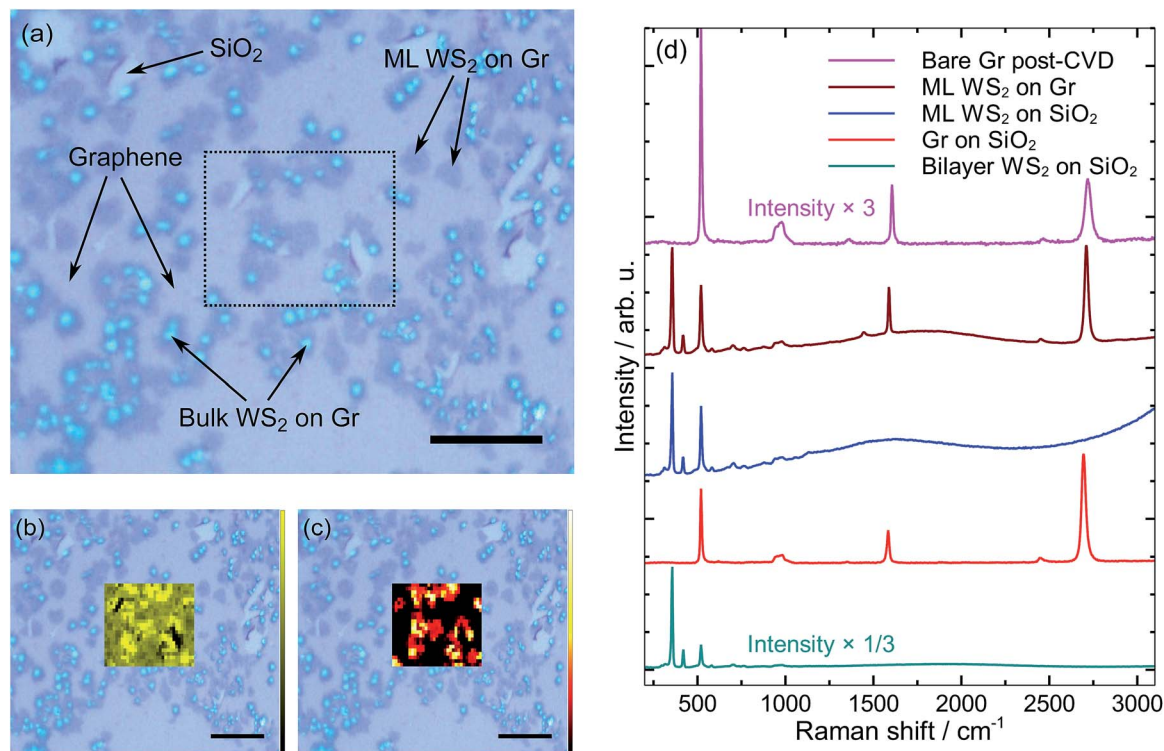 (a)
SiO₂
ML WS₂ on Gr
Graphene
Bulk WS₂ on Gr
(b)
(c)
(d)
Bare Gr post-CVD
ML WS₂ on Gr
ML WS₂ on SiO₂
Gr on SiO₂
Bilayer WS₂ on SiO₂
Intensity × 3
Intensity × 1/3
Intensity / arb. u.
500 1000 1500 2000 2500 3000
Raman shift / cm⁻¹